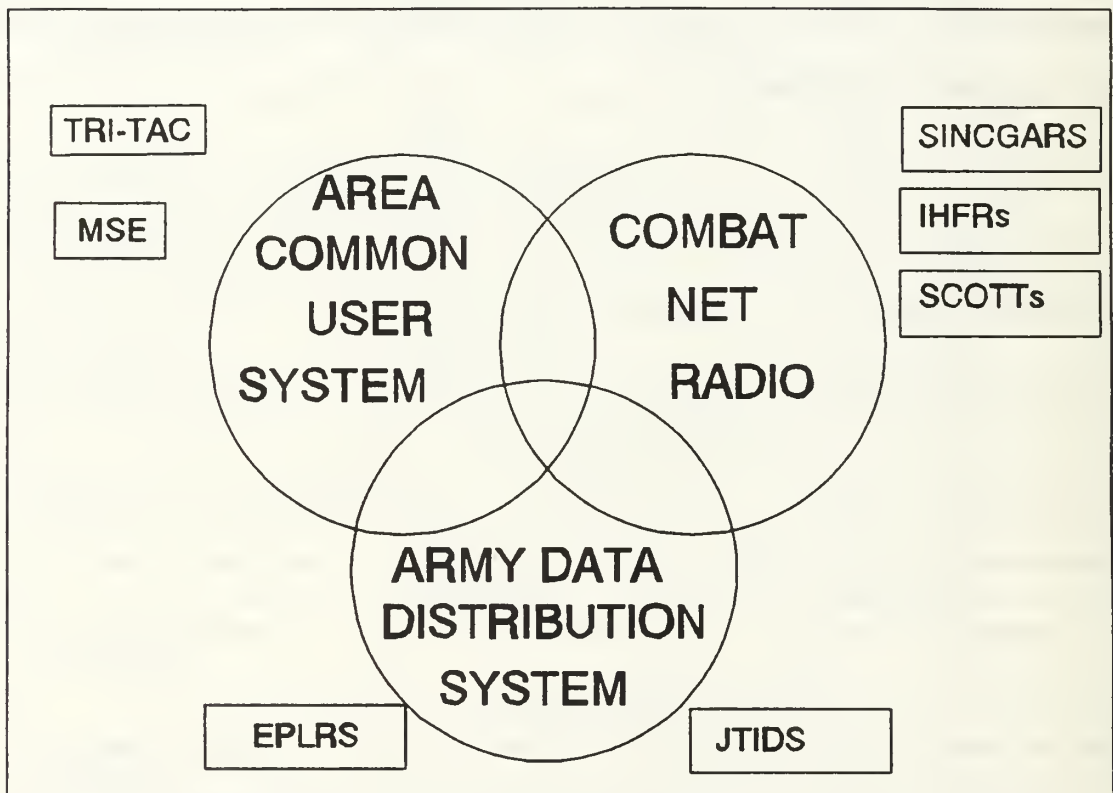 TRI-TAC
MSE
AREA
COMMON
USER
SYSTEM
COMBAT
NET
RADIO
SINCGARS
IHFRs
SCOTTs
ARMY DATA
DISTRIBUTION
SYSTEM
EPLRS
JTIDS